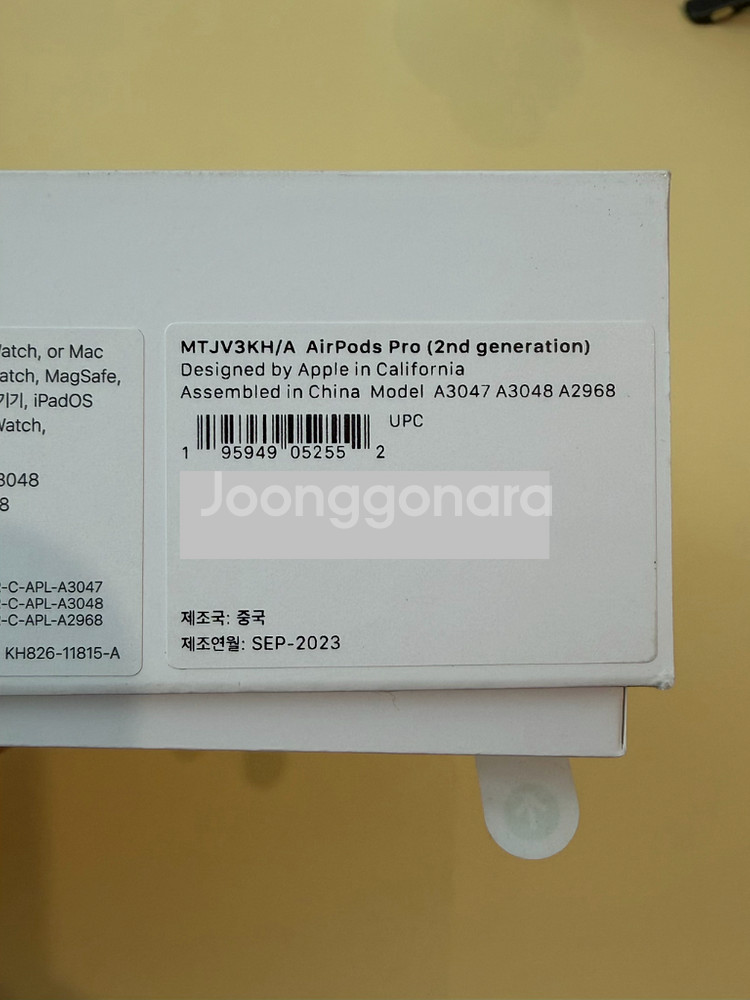 Watch, or Mac
Watch, MagSafe,
기기, iPadOS
Watch,
A3048
8
-C-APL-A3047
-C-APL-A3048
-C-APL-A2968
KH826-11815-A
MTJV3KH/A AirPods Pro (2nd generation)
Designed by Apple in California
Assembled in China Model A3047 A3048 A2968
UPC
1 95949 05255 2
Joonggonara
제조국: 중국
제조연월: SEP-2023